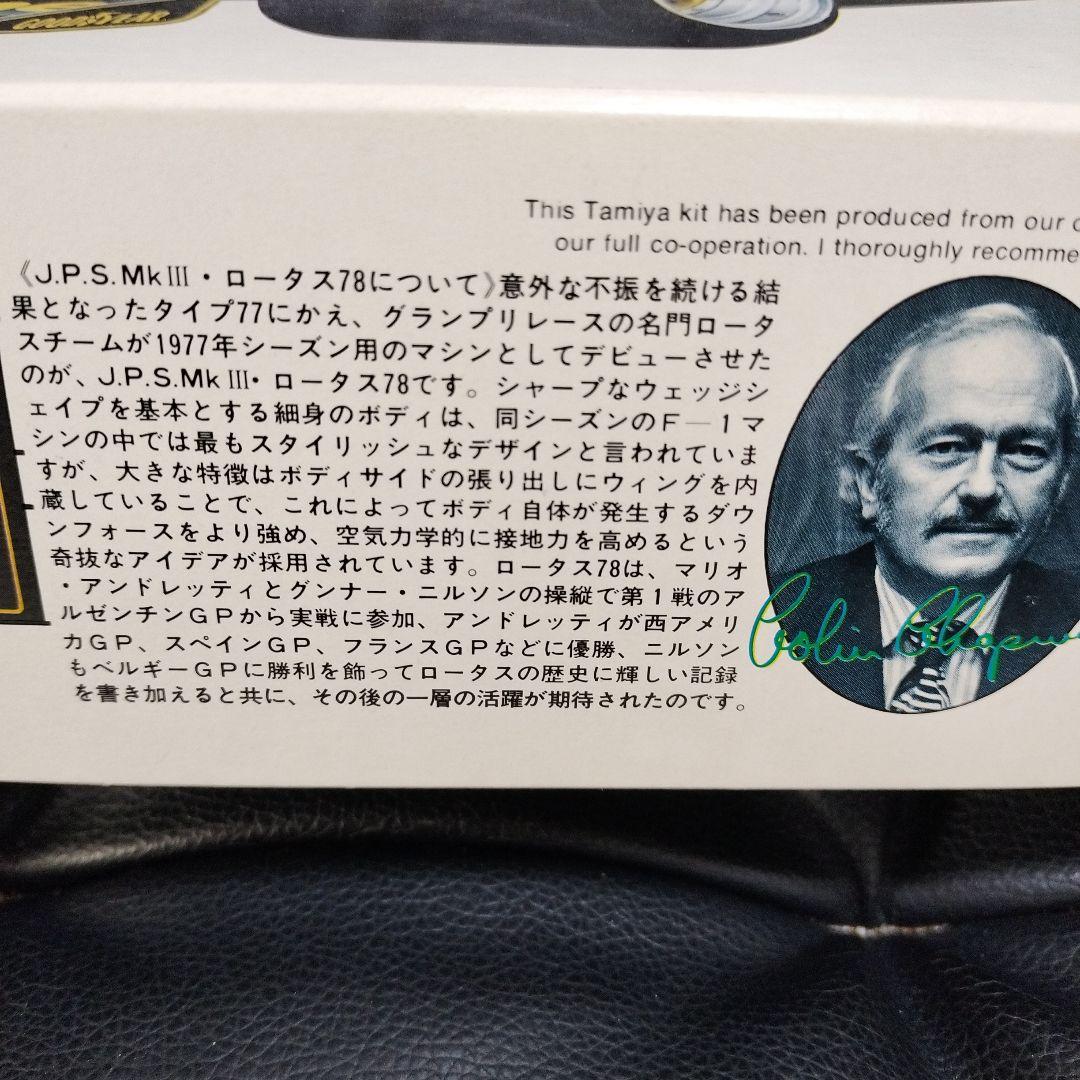 GOODYEAR
This Tamiya kit has been produced from our
our full co-operation. I thoroughly
《J.P.S.MkⅢ・ロータス78について》意外な不振を続ける結
果となったタイプ77にかえ、グランプリレースの名門ロータ
スチームが1977年シーズン用のマシンとしてデビューさせた
のが、J.P.S.MkⅢ・ロータス78です。シャープなウェッジシ
ェイプを基本とする細身のボディは、同シーズンのF—1マ
シンの中では最もスタイリッシュなデザインと言われていま
すが、大きな特徴はボディサイドの張り出しにウィングを内
蔵していることで、これによってボディ自体が発生するダウ
ンフォースをより強め、空気力学的に接地力を高めるという
奇抜なアイデアが採用されています。ロータス78は、マリオ
・アンドレッティとグンナー・ニルソンの操縦で第1戦のア
ルゼンチンGPから実戦に参加、アンドレッティが西アメリ
カGP、スペインGP、フランスGPなどに優勝、ニルソン
もベルギーGPに勝利を飾ってロータスの歴史に輝しい記録
を書き加えると共に、その後の一層の活躍が期待されたのです。
Colin